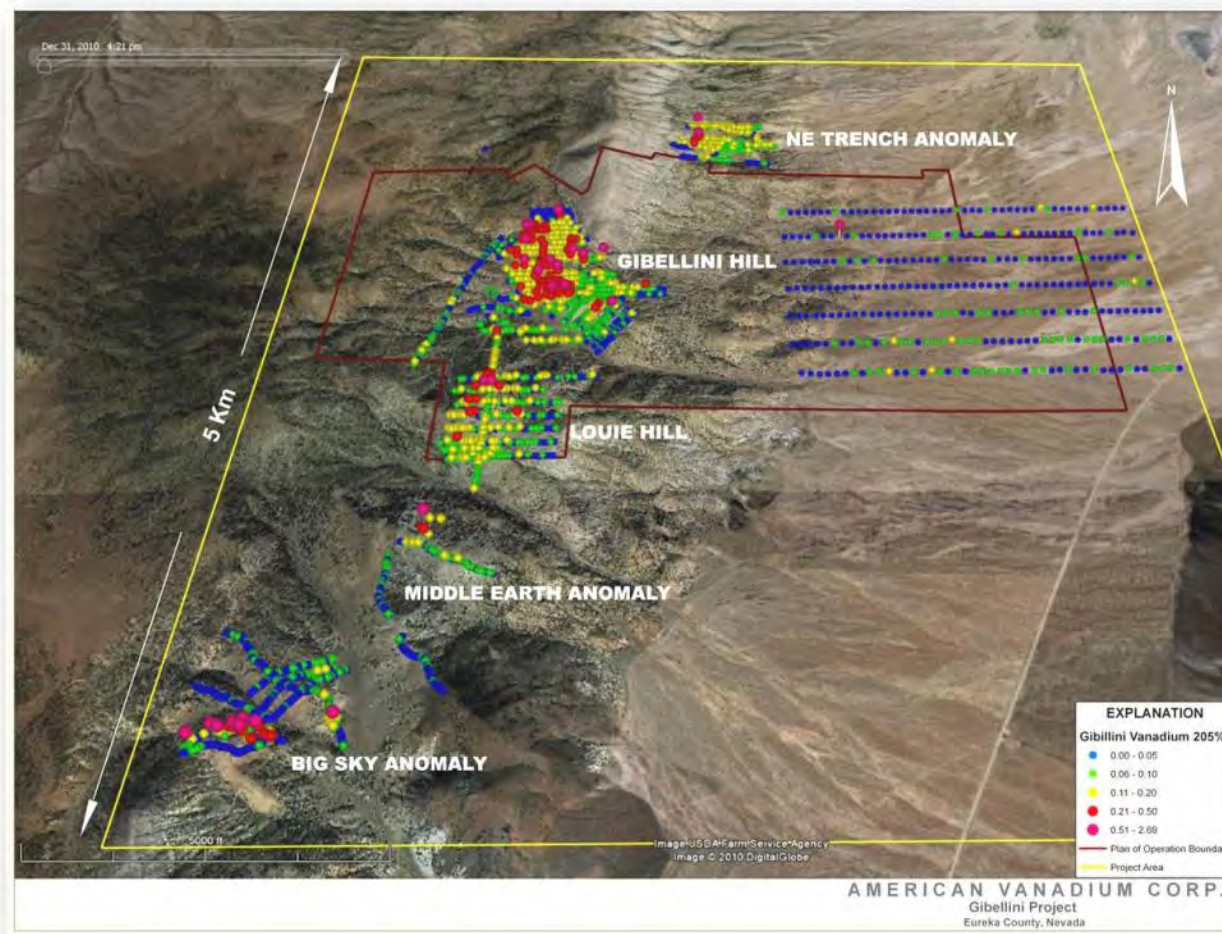 Dec 31, 2010 4:21 pm
N
NE TRENCH ANOMALY
GIBELLINI HILL
5 Km
LOUIE HILL
MIDDLE EARTH ANOMALY
BIG SKY ANOMALY
5000 ft
Image USDA Farm Service Agency
Image © 2010 DigitalGlobe
EXPLANATION
Gibillini Vanadium 205%
0.00 - 0.05
0.06 - 0.10
0.11 - 0.20
0.21 - 0.50
0.51 - 2.69
Plan of Operation Bounda
Project Area
AMERICAN VANADIUM CORP.
Gibellini Project
Eureka County, Nevada